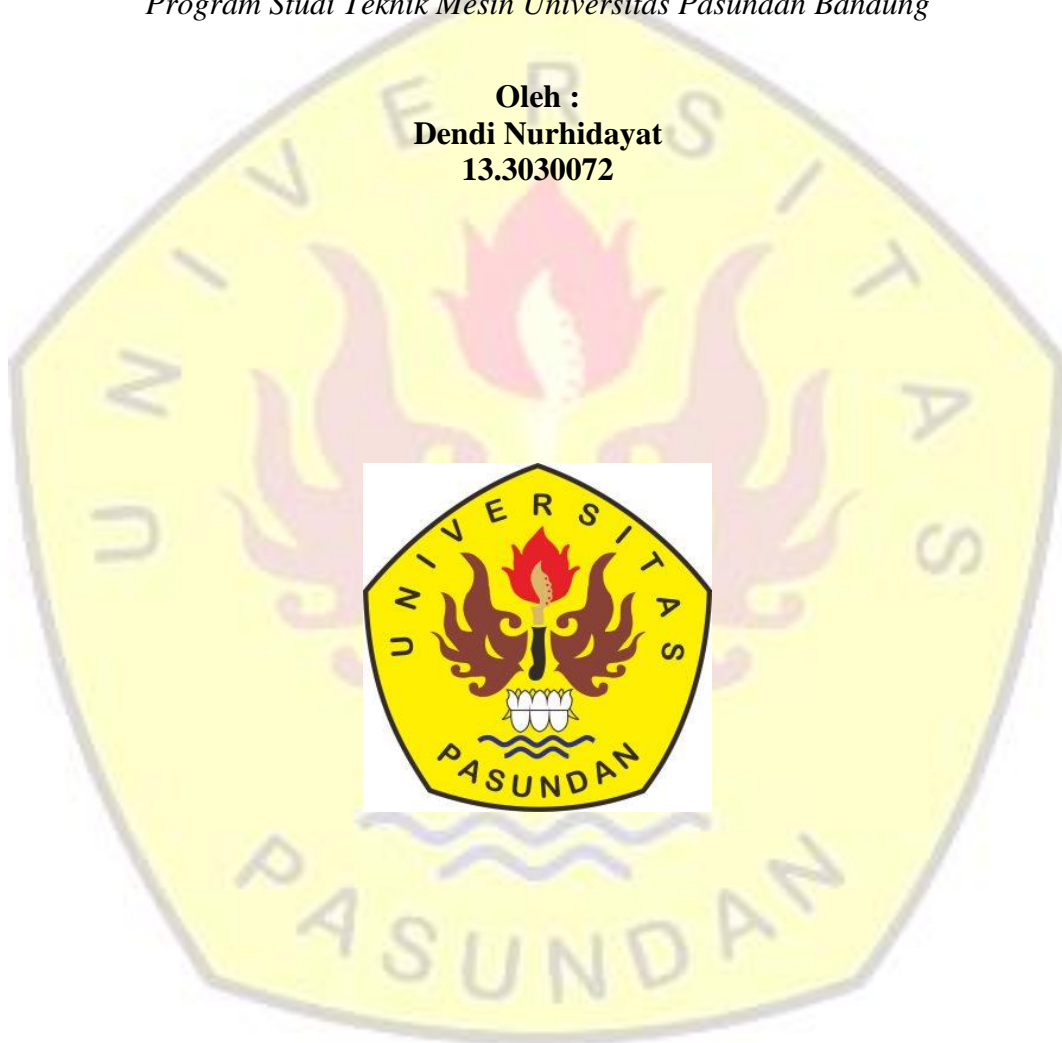 Program Studi Teknik Mesin Universitas Pasundan Bandung
Oleh :
Dendi Nurhidayat
13.3030072
UNIVERSITAS
PASUNDAN
UNIVERSITAS
PASUNDAN